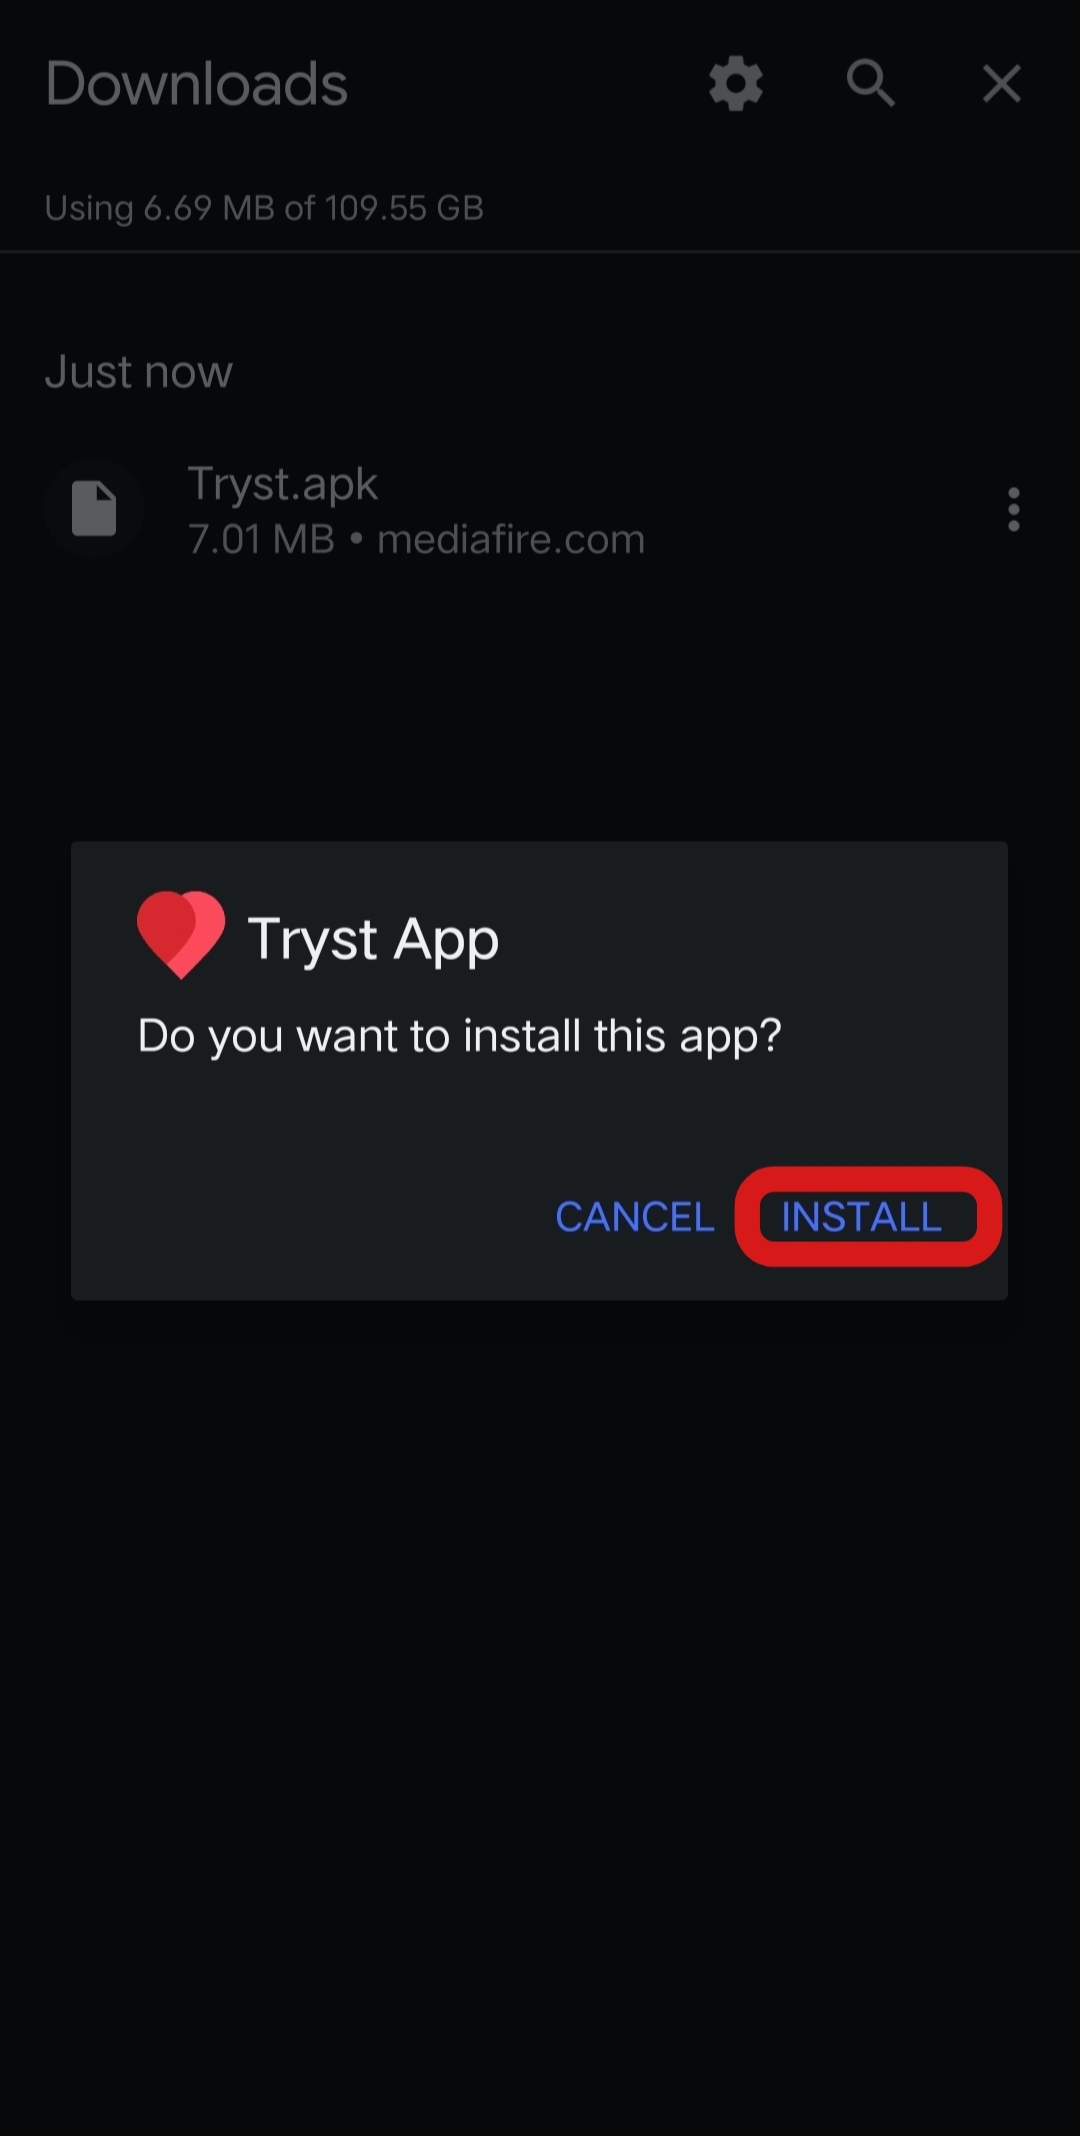 Downloads
Using 6.69 MB of 109.55 GB
Just now
Tryst.apk
7.01 MB • mediafire.com
Tryst App
Do you want to install this app?
CANCEL INSTALL